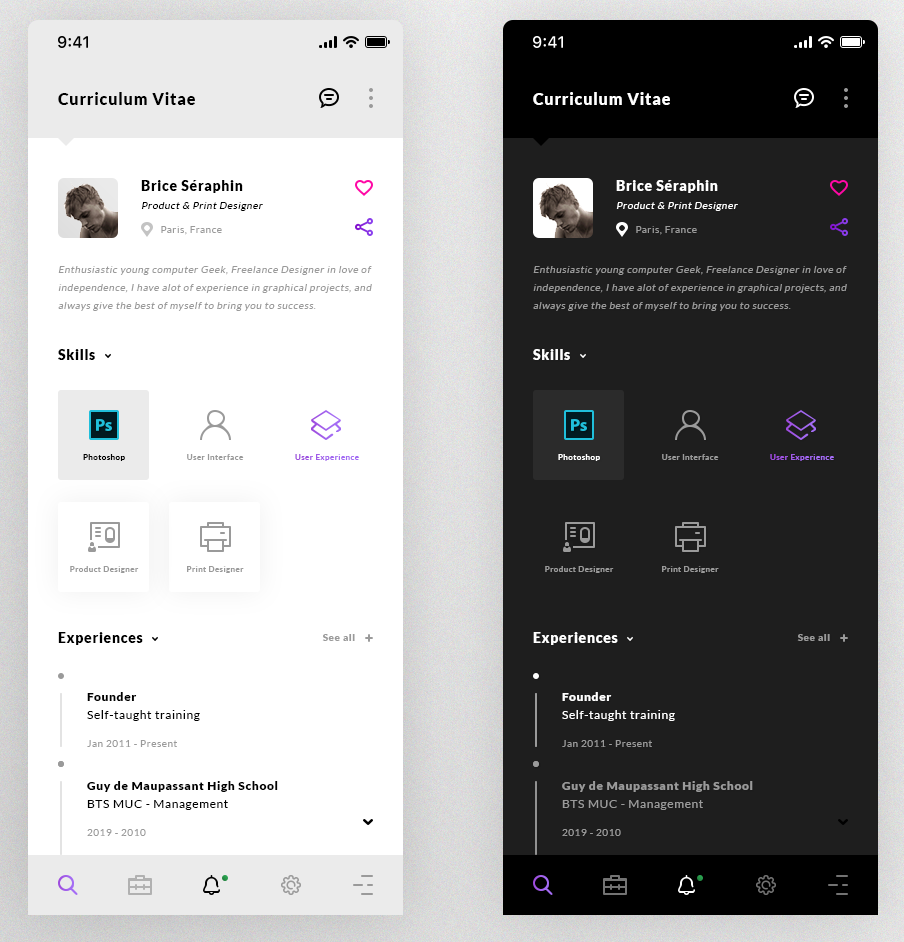 9:41
Curriculum Vitae
Brice Séraphin
Product & Print Designer
Paris, France
Enthusiastic young computer Geek, Freelance Designer in love of
independence, I have alot of experience in graphical projects, and
always give the best of myself to bring you to success.
Skills
Ps
Photoshop
User Interface
User Experience
Product Designer
Print Designer
Experiences
See all +
Founder
Self-taught training
Jan 2011 - Present
Guy de Maupassant High School
BTS MUC - Management
2019 - 2010
9:41
Curriculum Vitae
Brice Séraphin
Product & Print Designer
Paris, France
Enthusiastic young computer Geek, Freelance Designer in love of
independence, I have alot of experience in graphical projects, and
always give the best of myself to bring you to success.
Skills
Ps
Photoshop
User Interface
User Experience
Product Designer
Print Designer
Experiences
See all +
Founder
Self-taught training
Jan 2011 - Present
Guy de Maupassant High School
BTS MUC - Management
2019 - 2010